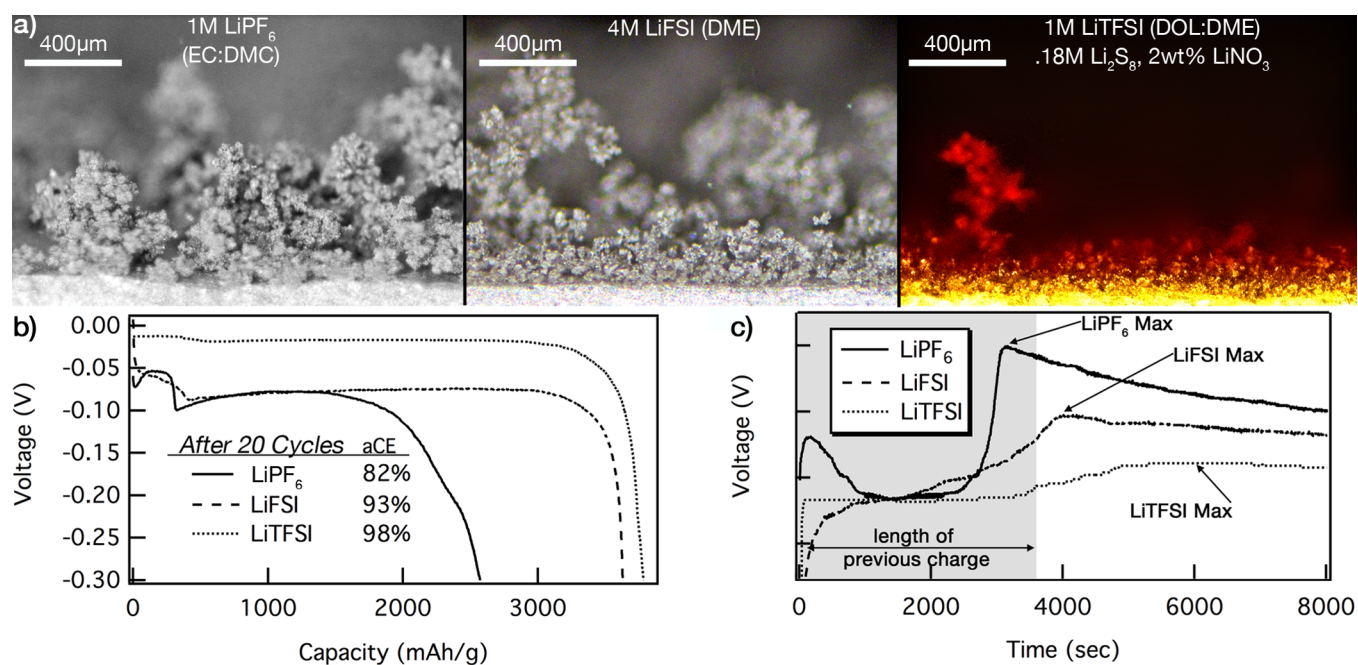 a)
1M LiPF6
(EC:DMC)
400μm
4M LiFSI (DME)
400μm
1M LiTFSI (DOL:DME)
.18M Li2S8, 2wt% LiNO3
400μm
b)
0.00
-0.05
-0.10
-0.15
-0.20
-0.25
-0.30
Voltage (V)
After 20 Cycles aCE
LiPF6 82%
LiFSI 93%
LiTFSI 98%
0 1000 2000 3000
Capacity (mAh/g)
c)
Voltage (V)
LiPF6
LiFSI
LiTFSI
LiPF6 Max
LiFSI Max
LiTFSI Max
length of
previous charge
0 2000 4000 6000 8000
Time (sec)